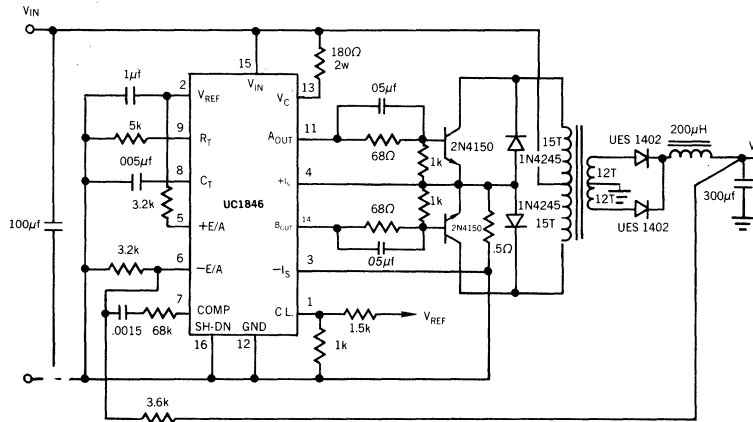 VIN
180Ω
2w
1μf
2
15
13
VREF
VIN
VC
05μf
5k
9
RT
AOUT
11
2N4150
15T
UES 1402
200μH
V
68Ω
1k
1N4245
005μf
8
CT
+IS
4
12T
3.2k
UC1846
1k
12T
300μf
100μf
5
+E/A
BOUT
14
68Ω
2N4150
1N4245
15T
UES 1402
.5Ω
3.2k
6
−E/A
−IS
3
05μf
7
COMP
C L.
1
1.5k
VREF
.0015
68k
SH-DN
GND
1k
16
12
3.6k